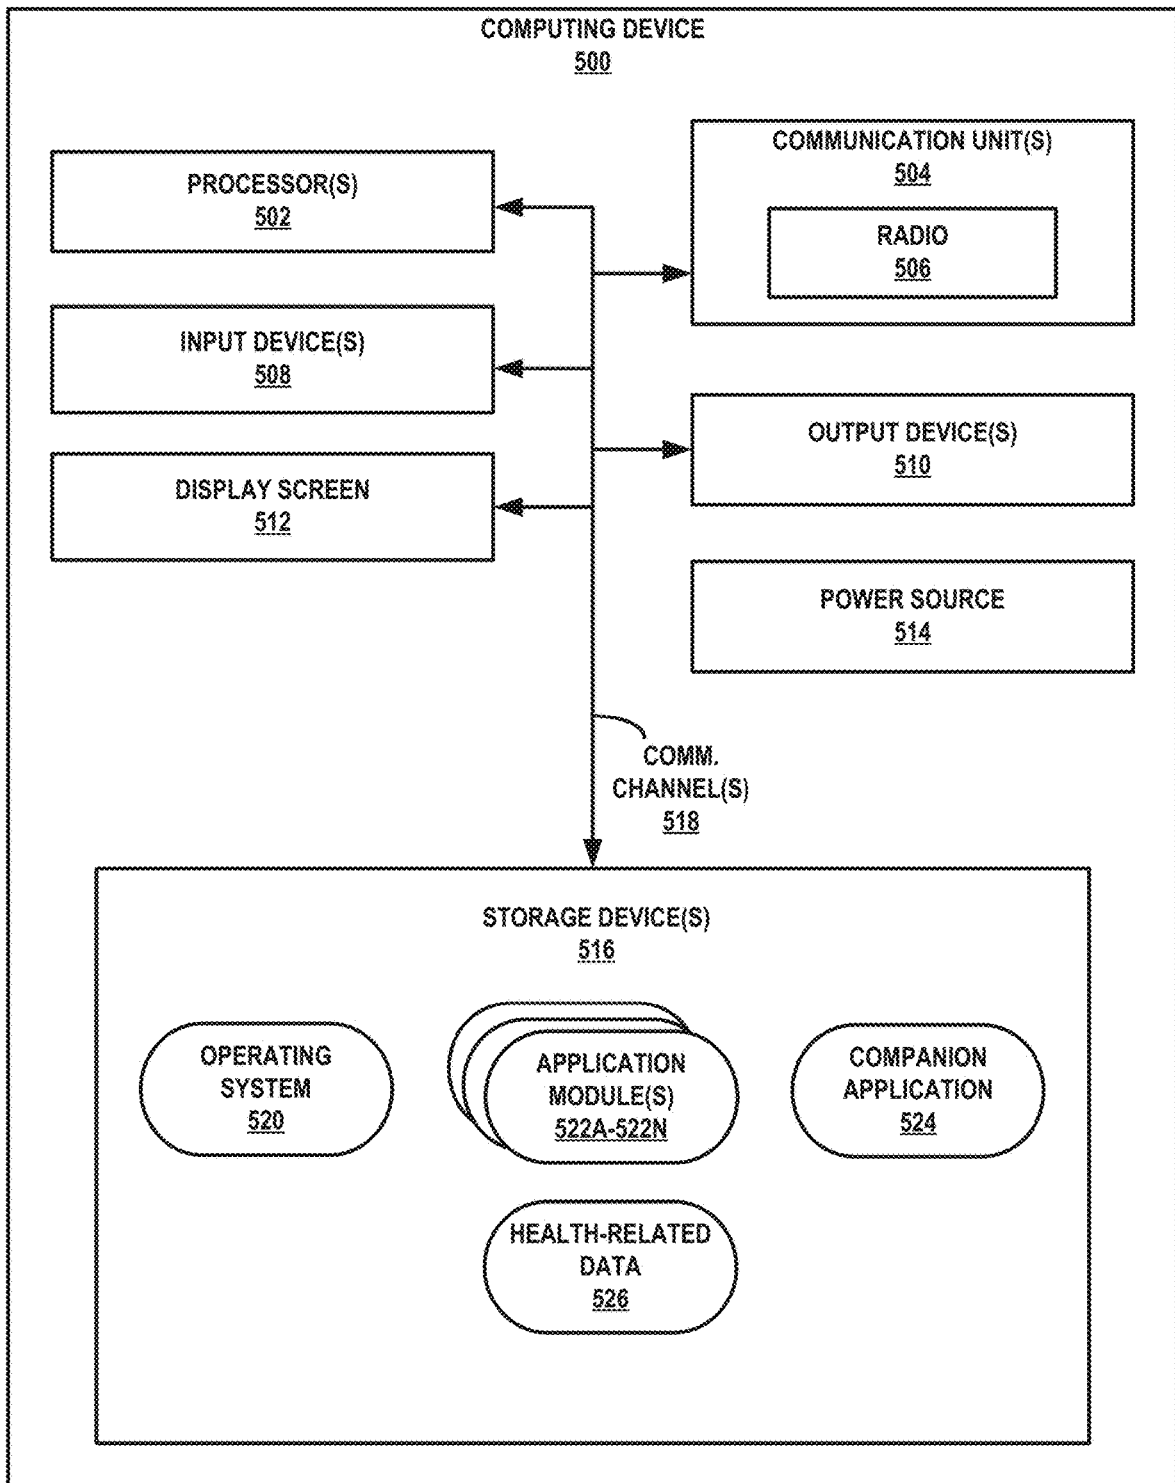 COMPUTING DEVICE
500
PROCESSOR(S)
502
COMMUNICATION UNIT(S)
504
RADIO
506
INPUT DEVICE(S)
508
OUTPUT DEVICE(S)
510
DISPLAY SCREEN
512
POWER SOURCE
514
COMM.
CHANNEL(S)
518
STORAGE DEVICE(S)
516
OPERATING
SYSTEM
520
APPLICATION
MODULE(S)
522A-522N
COMPANION
APPLICATION
524
HEALTH-RELATED
DATA
526